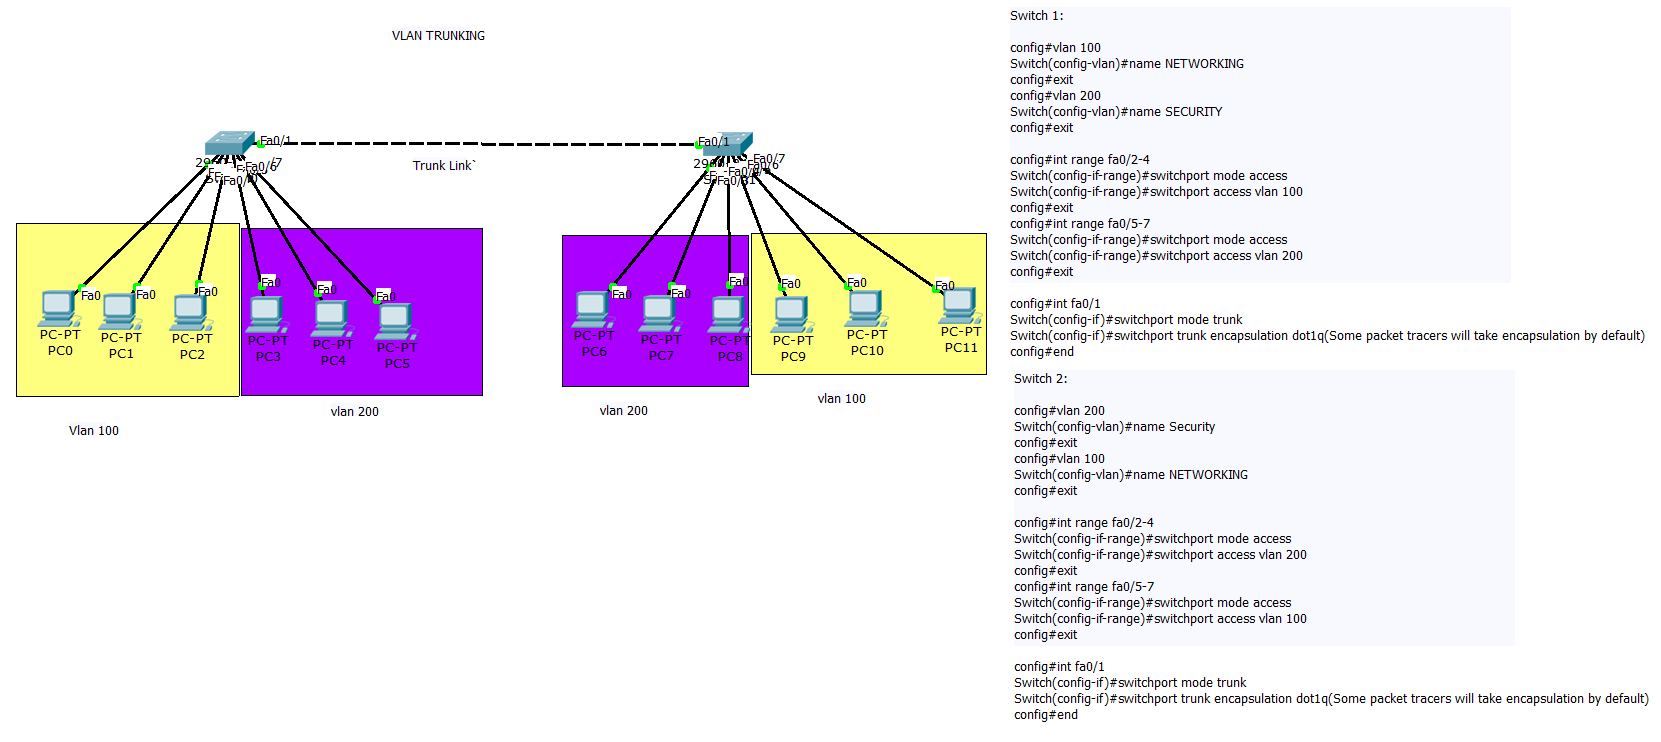 VLAN TRUNKING
Fa0/1
Fa0/1
Trunk Link`
Fa0/6
Fa0/7
Fa0/6
Fa0
Fa0
Fa0
Fa0
Fa0
Fa0
Fa0
Fa0
Fa0
Fa0
Fa0
Fa0
PC-PT
PC0
PC-PT
PC1
PC-PT
PC2
PC-PT
PC3
PC-PT
PC4
PC-PT
PC5
PC-PT
PC6
PC-PT
PC7
PC-PT
PC8
PC-PT
PC9
PC-PT
PC10
PC-PT
PC11
Vlan 100
vlan 200
vlan 200
vlan 100
Switch 1:
config#vlan 100
Switch(config-vlan)#name NETWORKING
config#exit
config#vlan 200
Switch(config-vlan)#name SECURITY
config#exit
config#int range fa0/2-4
Switch(config-if-range)#switchport mode access
Switch(config-if-range)#switchport access vlan 100
config#exit
config#int range fa0/5-7
Switch(config-if-range)#switchport mode access
Switch(config-if-range)#switchport access vlan 200
config#exit
config#int fa0/1
Switch(config-if)#switchport mode trunk
Switch(config-if)#switchport trunk encapsulation dot1q(Some packet tracers will take encapsulation by default)
config#end
Switch 2:
config#vlan 200
Switch(config-vlan)#name Security
config#exit
config#vlan 100
Switch(config-vlan)#name NETWORKING
config#exit
config#int range fa0/2-4
Switch(config-if-range)#switchport mode access
Switch(config-if-range)#switchport access vlan 200
config#exit
config#int range fa0/5-7
Switch(config-if-range)#switchport mode access
Switch(config-if-range)#switchport access vlan 100
config#exit
config#int fa0/1
Switch(config-if)#switchport mode trunk
Switch(config-if)#switchport trunk encapsulation dot1q(Some packet tracers will take encapsulation by default)
config#end